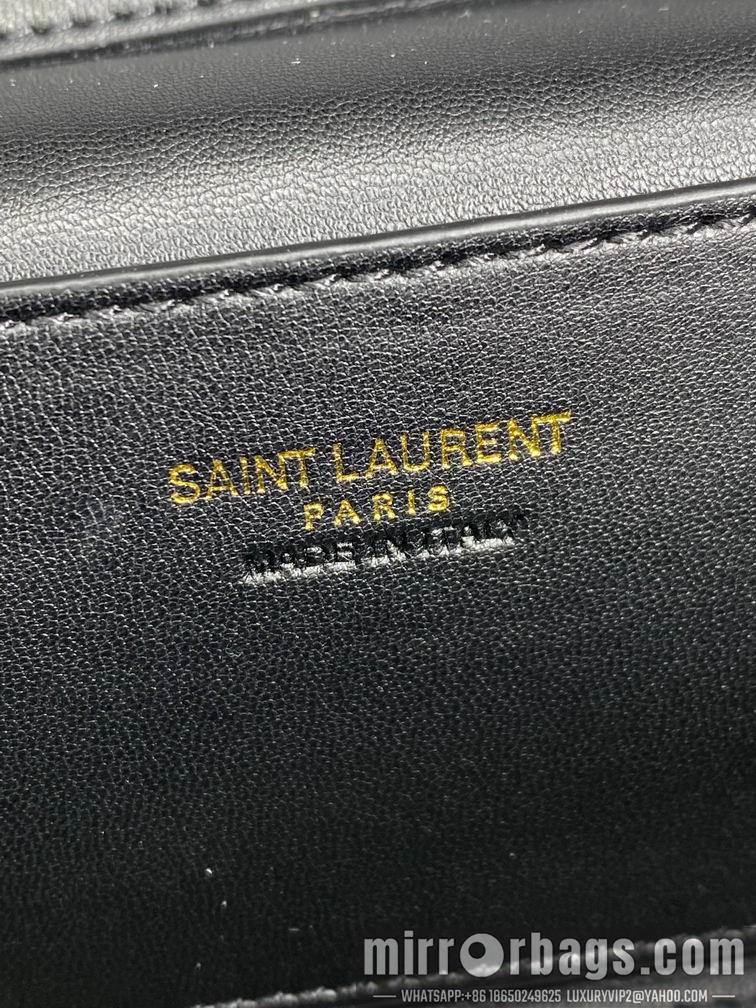 SAINT LAURENT
PARIS
MADE IN ITALY
mirrorbags.com
WHATSAPP:+86 18650249625 LUXURYVIP2@YAHOO.COM